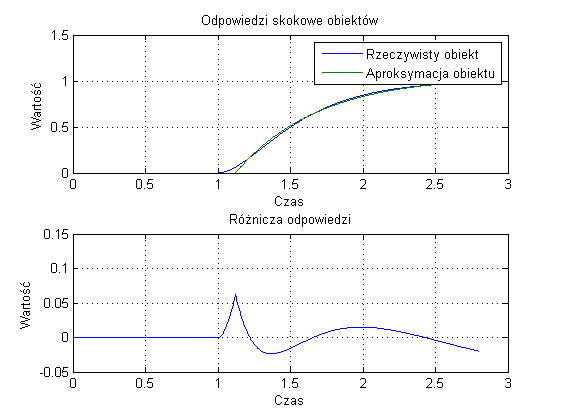 Odpowiedzi skokowe obiektów
1.5
1
0.5
0
Wartość
Rzeczywisty obiekt
Aproksymacja obiektu
0 0.5 1 1.5 2 2.5 3
Czas
Różnicza odpowiedzi
0.15
0.1
0.05
0
-0.05
Wartość
0 0.5 1 1.5 2 2.5 3
Czas